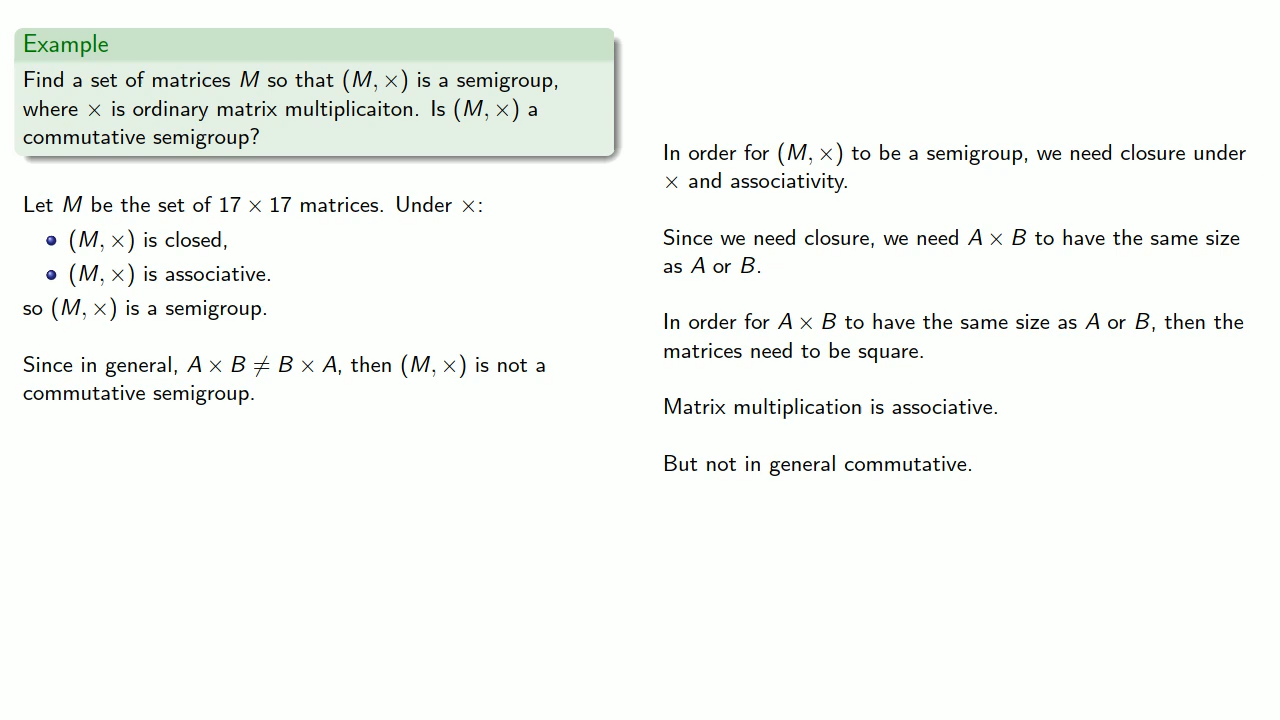 Example
Find a set of matrices M so that (M, ×) is a semigroup,
where × is ordinary matrix multiplicaiton. Is (M, ×) a
commutative semigroup?
Let M be the set of 17 × 17 matrices. Under ×:
(M, ×) is closed,
(M, ×) is associative.
so (M, ×) is a semigroup.
Since in general, A × B ≠ B × A, then (M, ×) is not a
commutative semigroup.
In order for (M, ×) to be a semigroup, we need closure under
× and associativity.
Since we need closure, we need A × B to have the same size
as A or B.
In order for A × B to have the same size as A or B, then the
matrices need to be square.
Matrix multiplication is associative.
But not in general commutative.